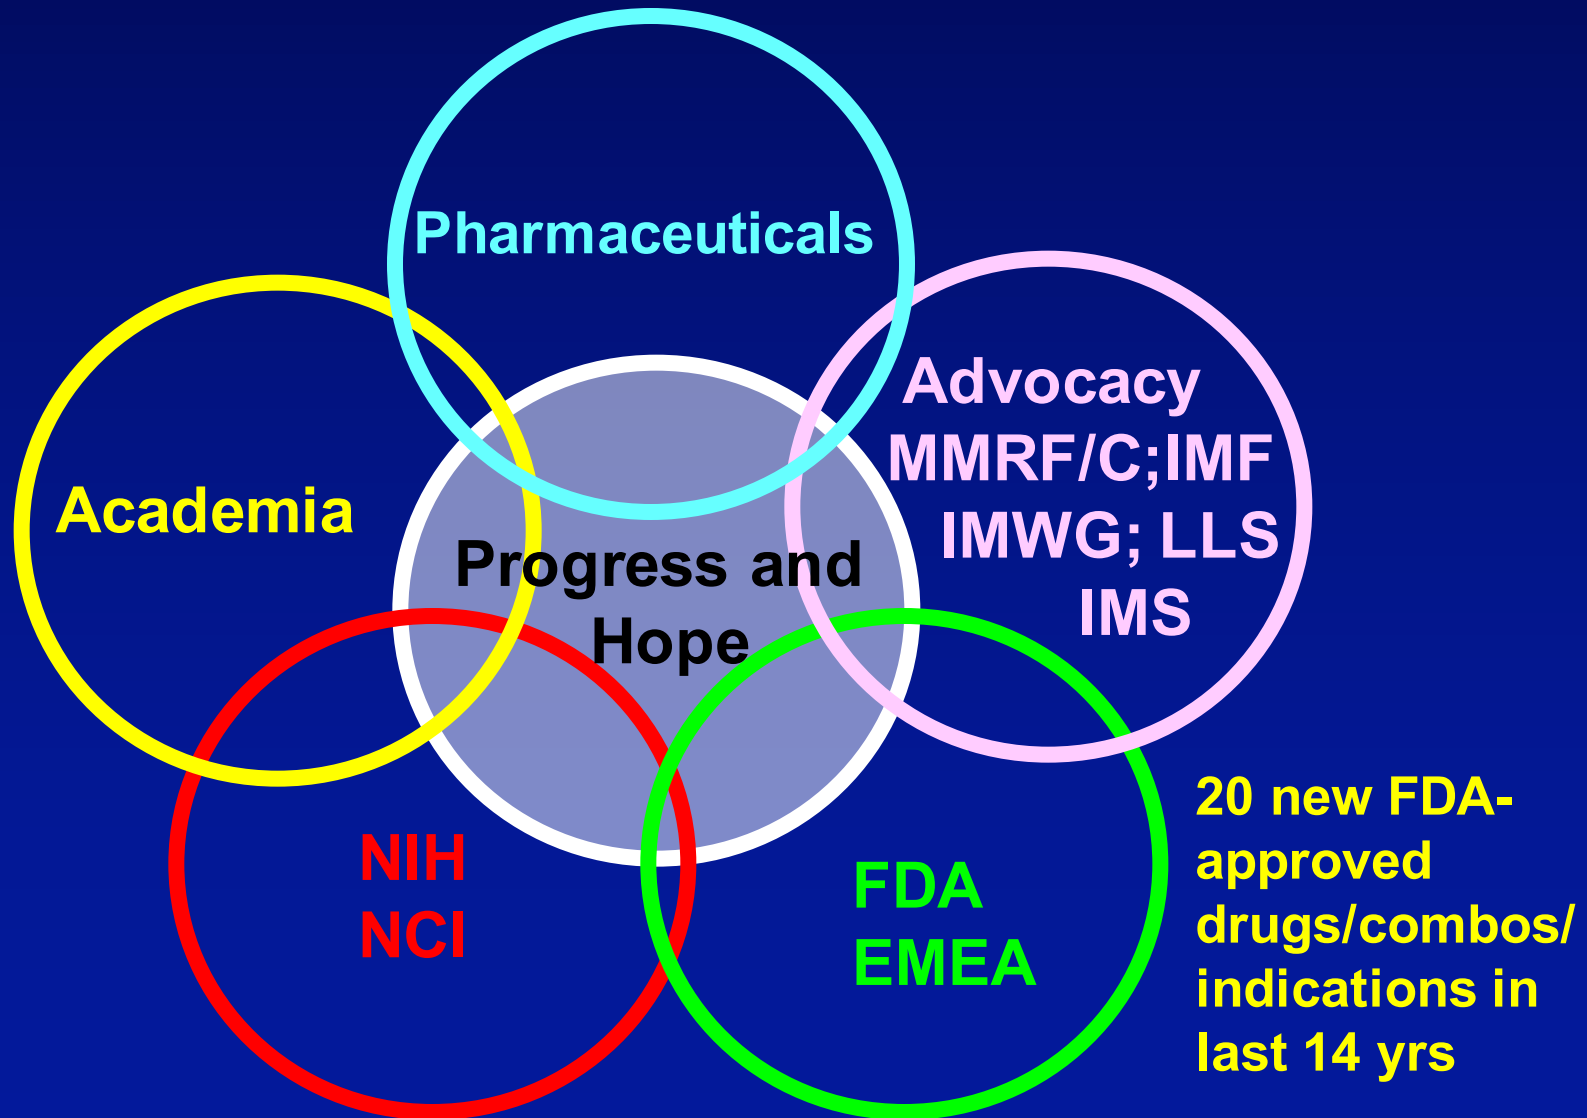 Pharmaceuticals
Academia
Advocacy
MMRF/C;IMF
IMWG; LLS
IMS
Progress and
Hope
NIH
NCI
FDA
EMEA
20 new FDA-
approved
drugs/combos/
indications in
last 14 yrs